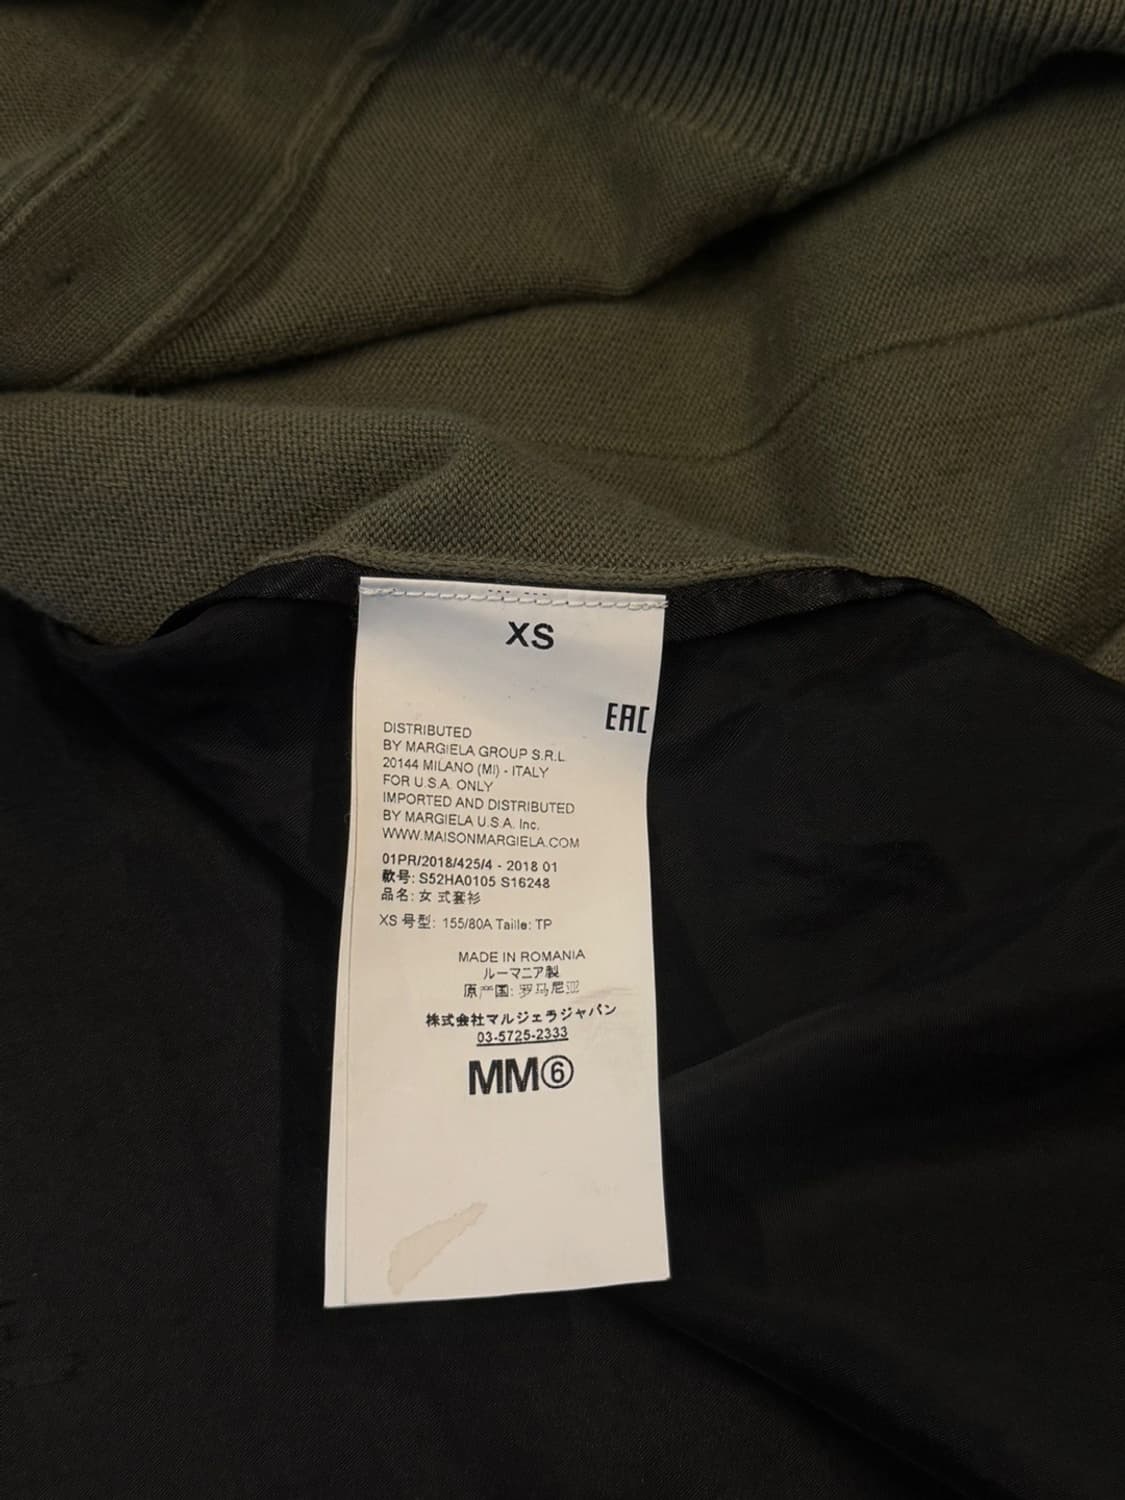 XS
EAC
DISTRIBUTED
BY MARGIELA GROUP S.R.L.
20144 MILANO (MI) - ITALY
FOR U.S.A. ONLY
IMPORTED AND DISTRIBUTED
BY MARGIELA U.S.A. Inc.
WWW.MAISONMARGIELA.COM
01PR/2018/425/4 - 2018 01
款号: S52HA0105 S16248
品名: 女 式套衫
XS 号型: 155/80A Taille: TP
MADE IN ROMANIA
ルーマニア製
原产国: 罗马尼亚
株式会社マルジェラジャパン
03-5725-2333
MM⑥